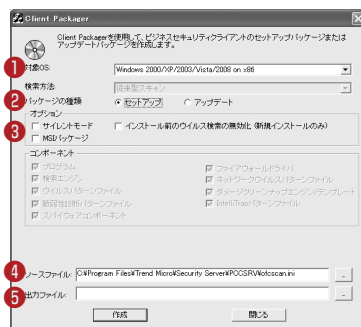 Client Packager
Client Packagerを使用して、ビジネスセキュリティクライアントのセットアップパッケージまたは
アップデートパッケージを作成します。
1 対象OS: Windows 2000/XP/2003/Vista/2008 on x86
検索方法: 従来型スキャン
2 パッケージの種類 セットアップ アップデート
オプション
3 サイレントモード インストール前のウイルス検索の無効化 (新規インストールのみ)
MSIパッケージ
コンポーネント
プログラム ファイアウォールドライバ
検索エンジン ネットワークウイルスパターンファイル
ウイルスパターンファイル ダメージクリーンナップエンジン/テンプレート
脆弱性診断パターンファイル IntelliTrapパターンファイル
スパイウェアコンポーネント
4 ソースファイル: C:¥Program Files¥Trend Micro¥Security Server¥PCCSRV¥ofcscan.ini ...
5 出力ファイル: ...
作成 閉じる